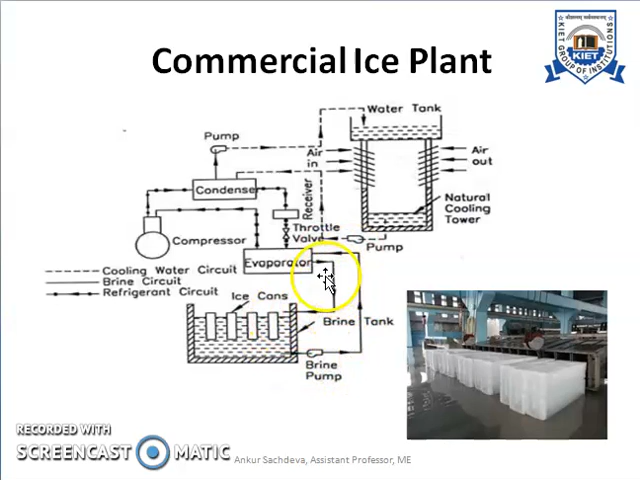 Commercial Ice Plant
KIET
KIET GROUP OF INSTITUTIONS
Water Tank
Pump
Air
in
Air
out
Condenser
Receiver
Natural
Cooling
Tower
Throttle
Valve
Compressor
Pump
Evaporator
Cooling Water Circuit
Brine Circuit
Refrigerant Circuit
Ice Cans
Brine Tank
Brine
Pump
RECORDED WITH
SCREENCAST MATIC
Ankur Sachdeva, Assistant Professor, ME